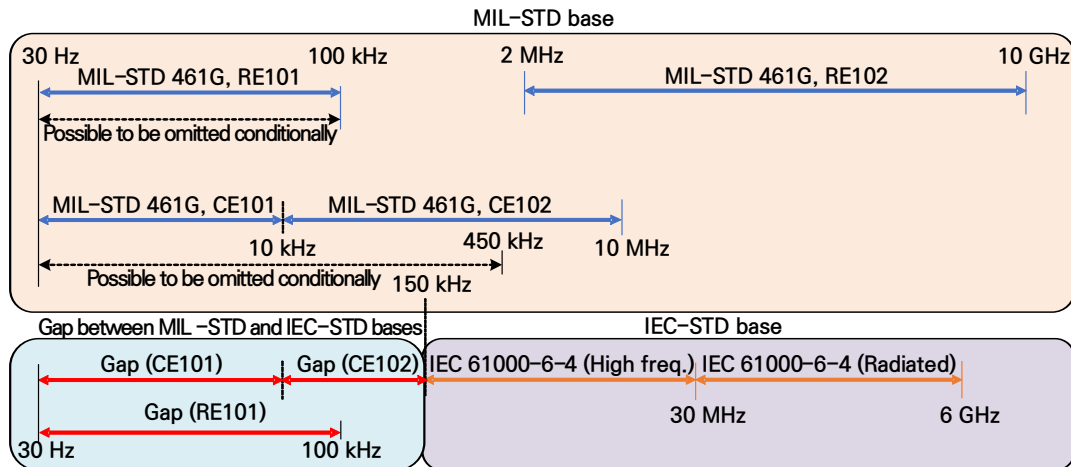 MIL-STD base
30 Hz
100 kHz
2 MHz
10 GHz
MIL-STD 461G, RE101
MIL-STD 461G, RE102
Possible to be omitted conditionally
MIL-STD 461G, CE101
MIL-STD 461G, CE102
10 kHz
450 kHz
10 MHz
Possible to be omitted conditionally
150 kHz
Gap between MIL -STD and IEC-STD bases
IEC-STD base
Gap (CE101)
Gap (CE102)
IEC 61000-6-4 (High freq.)
IEC 61000-6-4 (Radiated)
Gap (RE101)
30 MHz
6 GHz
30 Hz
100 kHz